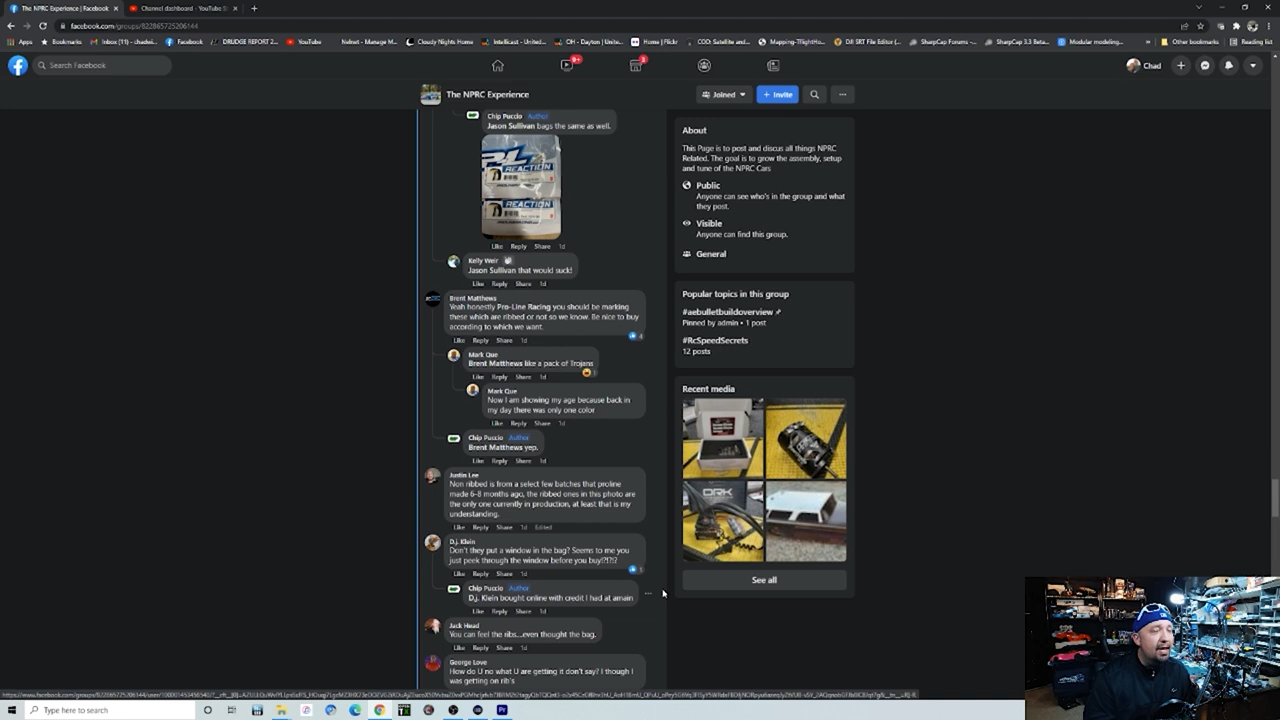 The NPRC Experience | Facebook
Channel dashboard - YouTube
facebook.com/groups/822865725206144
Apps
Bookmarks
Facebook
DRUDGE REPORT 2...
YouTube
Nelnet - Manage M...
Cloudy Nights Home
Intellicast - United...
OH - Dayton | Unite...
Home | Flickr
COO: Satellite and...
Mapping-7FlightHo...
DJI SRT File Editor
SharpCap Forums -...
SharpCap 3.3 Beta...
Modular modeling...
Other bookmarks
Reading list
Search Facebook
9+
3
Chad
The NPRC Experience
Joined
+ Invite
Chip Puccio Author
Jason Sullivan bags the same as well.
REACTION
REACTION
Like Reply Share 1d
Kelly Weir
Jason Sullivan that would suck!
Like Reply Share 1d
Brent Matthews
Yeah honestly Pro-Line Racing you should be marking
these which are ribbed or not so we know. Be nice to buy
according to which we want.
4
Like Reply Share 1d
Mark Que
Brent Matthews like a pack of Trojans
1
Like Reply Share 1d
Mark Que
Now I am showing my age because back in
my day there was only one color
Like Reply Share 1d
Chip Puccio Author
Brent Matthews yep.
Like Reply Share 1d
Justin Lee
Non ribbed is from a select few batches that proline
made 6-8 months ago, the ribbed ones in this photo are
the only one currently in production, at least that is my
understanding.
Like Reply Share 1d Edited
D.j. Klein
Don't they put a window in the bag? Seems to me you
just peek through the window before you buy!?!?!?
1
Like Reply Share 1d
Chip Puccio Author
D.j. Klein bought online with credit I had at amain
Like Reply Share 1d
Jack Head
You can feel the ribs...even thought the bag.
Like Reply Share 1d
George Love
How do U no what U are getting it don't say? I though I
was getting on rib's
About
This Page is to post and discus all things NPRC
Related. The goal is to grow the assembly, setup
and tune of the NPRC Cars
Public
Anyone can see who's in the group and what
they post.
Visible
Anyone can find this group.
General
Popular topics in this group
#aebulletbuildoverview
Pinned by admin • 1 post
#RcSpeedSecrets
12 posts
Recent media
DRK
See all
Type here to search